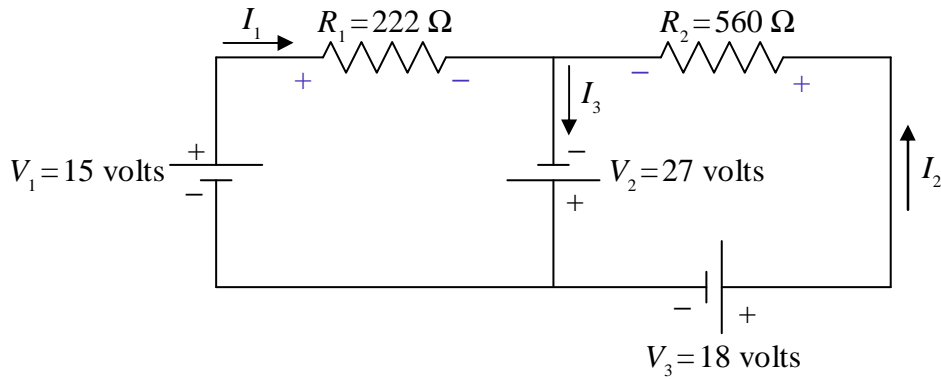 I₁
R₁=222 Ω
R₂=560 Ω
+
−
−
+
I₃
+
V₁=15 volts
−
−
V₂=27 volts
+
I₂
−
+
V₃=18 volts